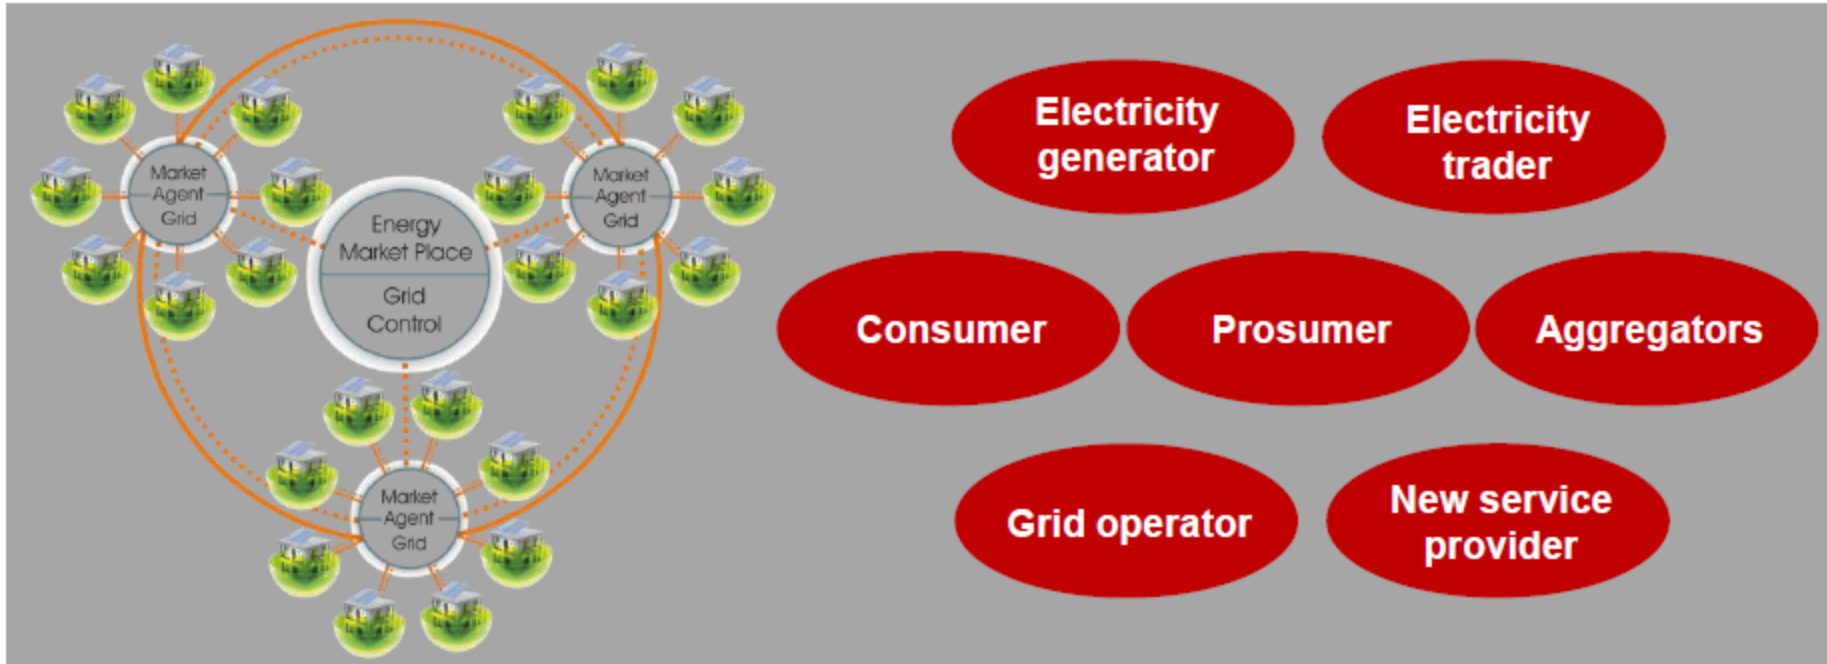 Market
Agent
Grid
Energy
Market Place
Grid
Control
Market
Agent
Grid
Market
Agent
Grid
Electricity
generator
Electricity
trader
Consumer
Prosumer
Aggregators
Grid operator
New service
provider